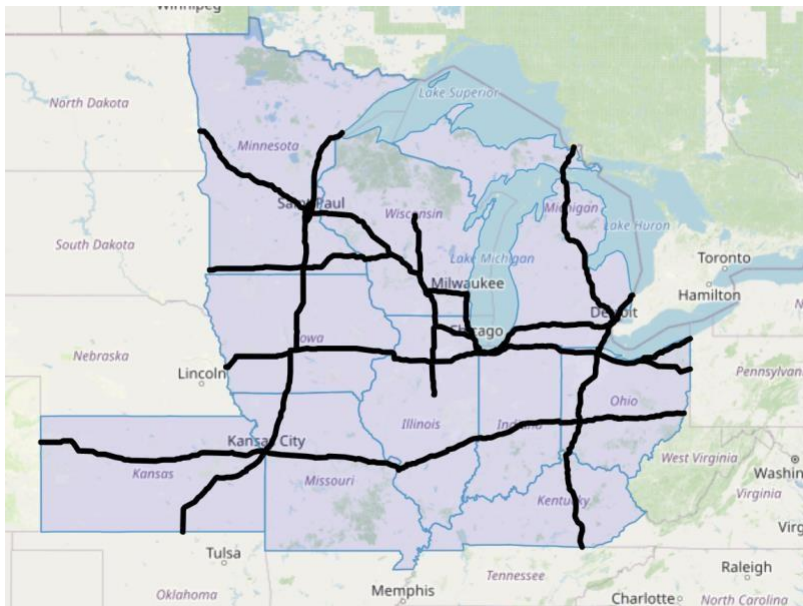 Winnipeg
Lake Superior
North Dakota
Minnesota
Saint Paul
Wisconsin
Michigan
Lake Huron
South Dakota
Lake Michigan
Toronto
Milwaukee
Hamilton
Detroit
Chicago
Iowa
Nebraska
Lincoln
Pennsylvania
Ohio
Illinois
Indiana
Kansas City
West Virginia
Washin
Kansas
Missouri
Kentucky
Virginia
Virg
Tulsa
Raleigh
Tennessee
Oklahoma
Memphis
Charlotte
North Carolina